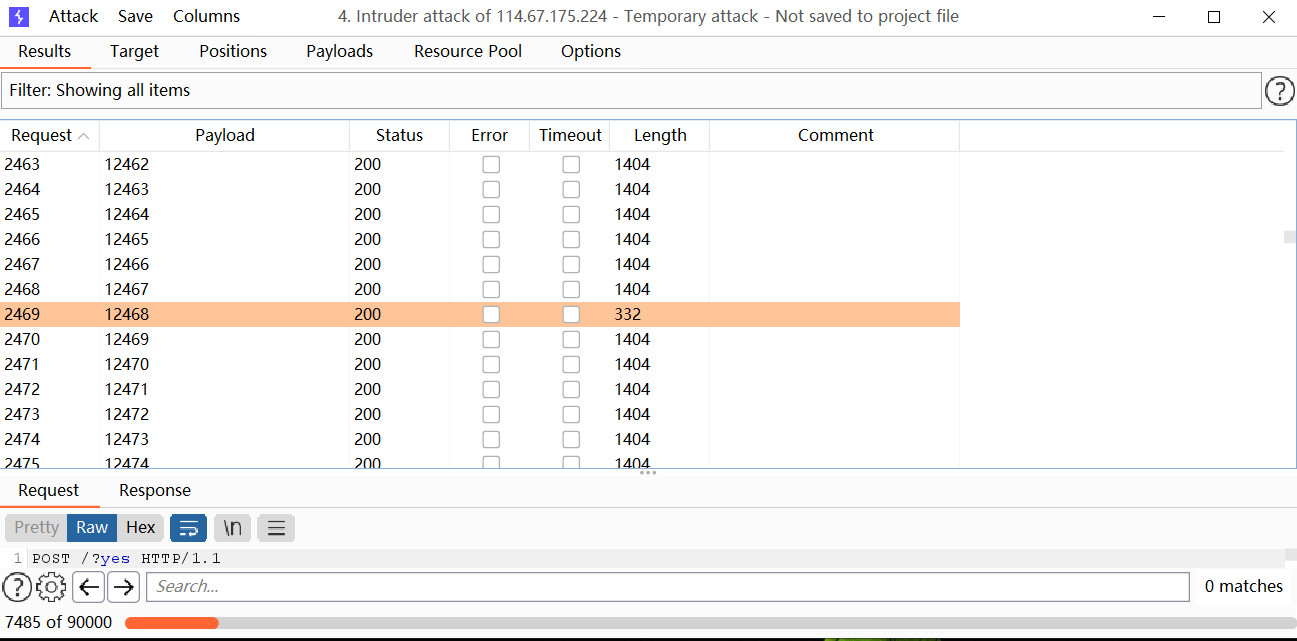 Attack Save Columns 4. Intruder attack of 114.67.175.224 - Temporary attack - Not saved to project file
Results Target Positions Payloads Resource Pool Options
Filter: Showing all items ?
Request Payload Status Error Timeout Length Comment
2463 12462 200 1404
2464 12463 200 1404
2465 12464 200 1404
2466 12465 200 1404
2467 12466 200 1404
2468 12467 200 1404
2469 12468 200 332
2470 12469 200 1404
2471 12470 200 1404
2472 12471 200 1404
2473 12472 200 1404
2474 12473 200 1404
2475 12474 200 1404
Request Response
Pretty Raw Hex \n
1 POST /?yes HTTP/1.1
? Search... 0 matches
7485 of 90000